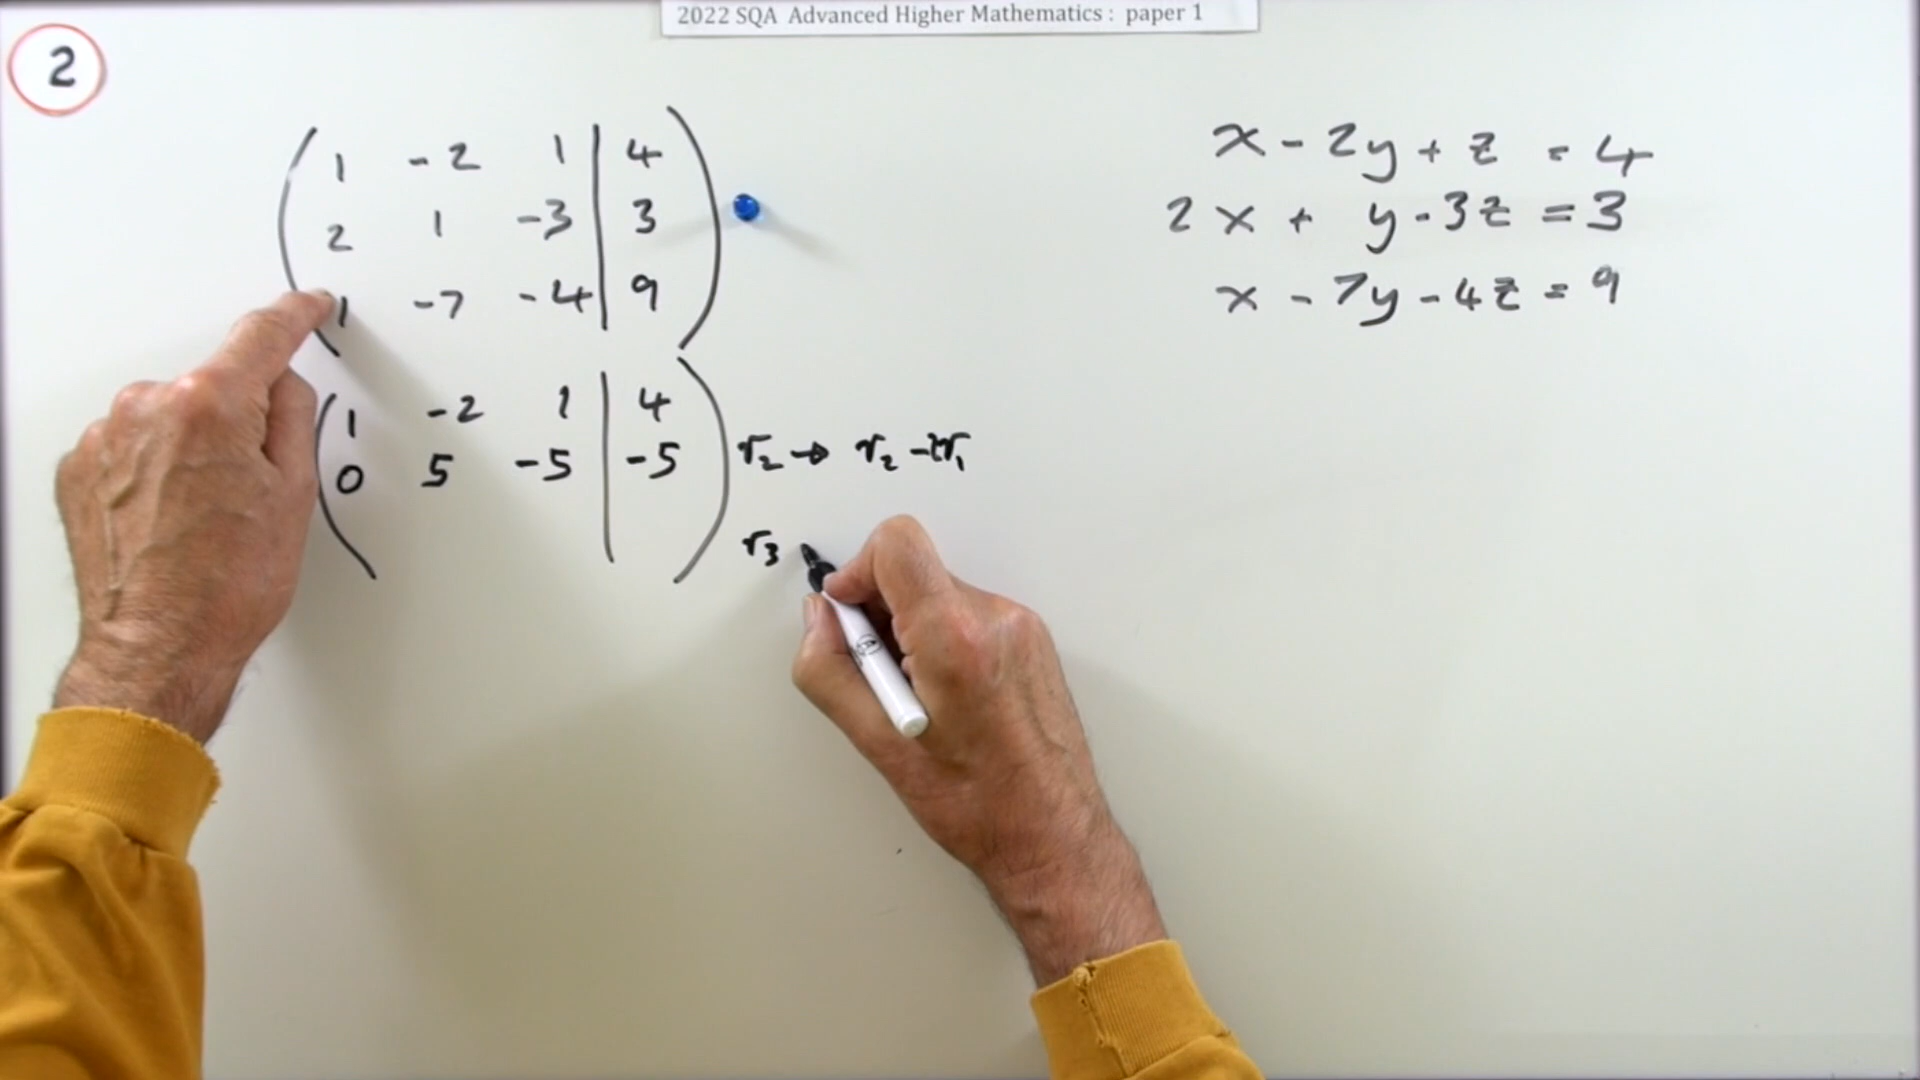 2022 SQA Advanced Higher Mathematics : paper 1
2
1 -2 1 | 4
2 1 -3 | 3
1 -7 -4 | 9
x - 2y + z = 4
2x + y - 3z = 3
x - 7y - 4z = 9
1 -2 1 | 4
0 5 -5 | -5 r₂ → r₂ - 2r₁
r₃